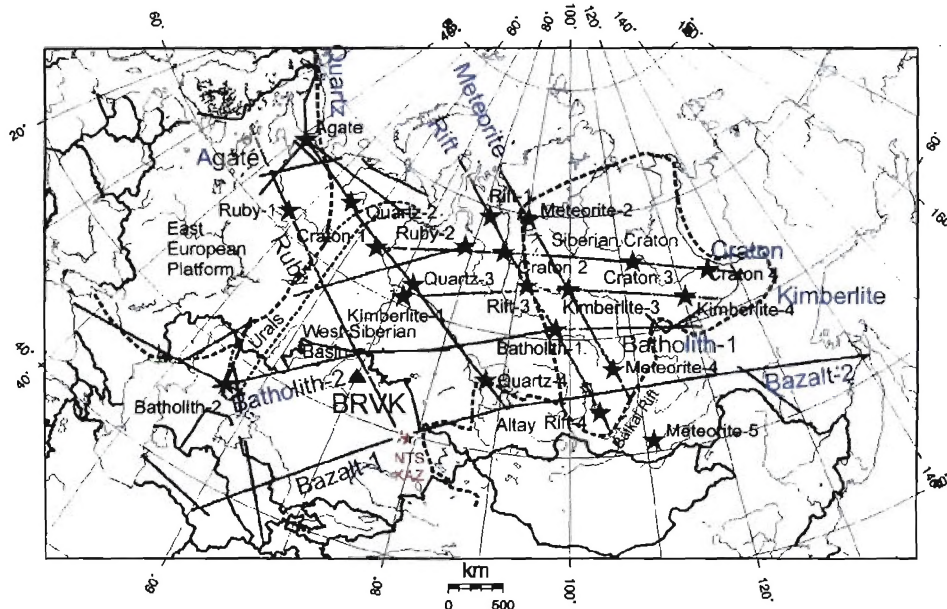 60°
40°
60°
80°
100°
120°
140°
20°
Quartz
Meteorite
Rift
Agate
Agate
60°
Ruby-1
Quartz-2
Rift-1
Meteorite-2
Ruby-2
Craton 1
East
European
Platform
Ruby
Siberian Craton
Craton
Craton 2
Craton 3
Craton 4
Quartz-3
Kimberlite
Kimberlite-1
Rift-3
Kimberlite-3
Kimberlite-4
Urals
West-Siberian
Basin
Batholith-1
Batholith-1
40°
Meteorite-4
Batholith-2
Batholith-2
Quartz-4
Bazalt-2
BRVK
Altay
Rift-4
Baikal Rift
Meteorite-5
NTS
KAZ
Bazalt-1
km
0 500
60°
80°
100°
120°